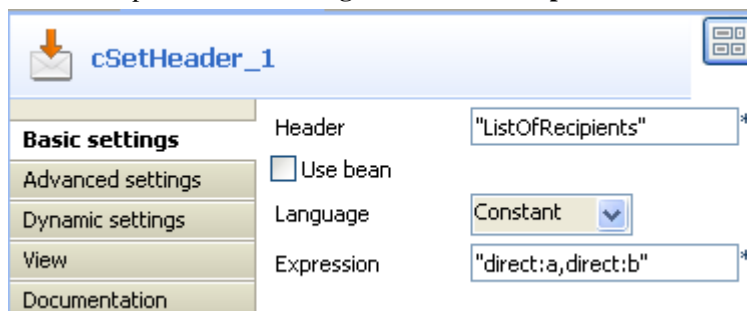 cSetHeader_1
Basic settings
Advanced settings
Dynamic settings
View
Documentation
Header "ListOfRecipients" *
Use bean
Language Constant
Expression "direct:a,direct:b" *